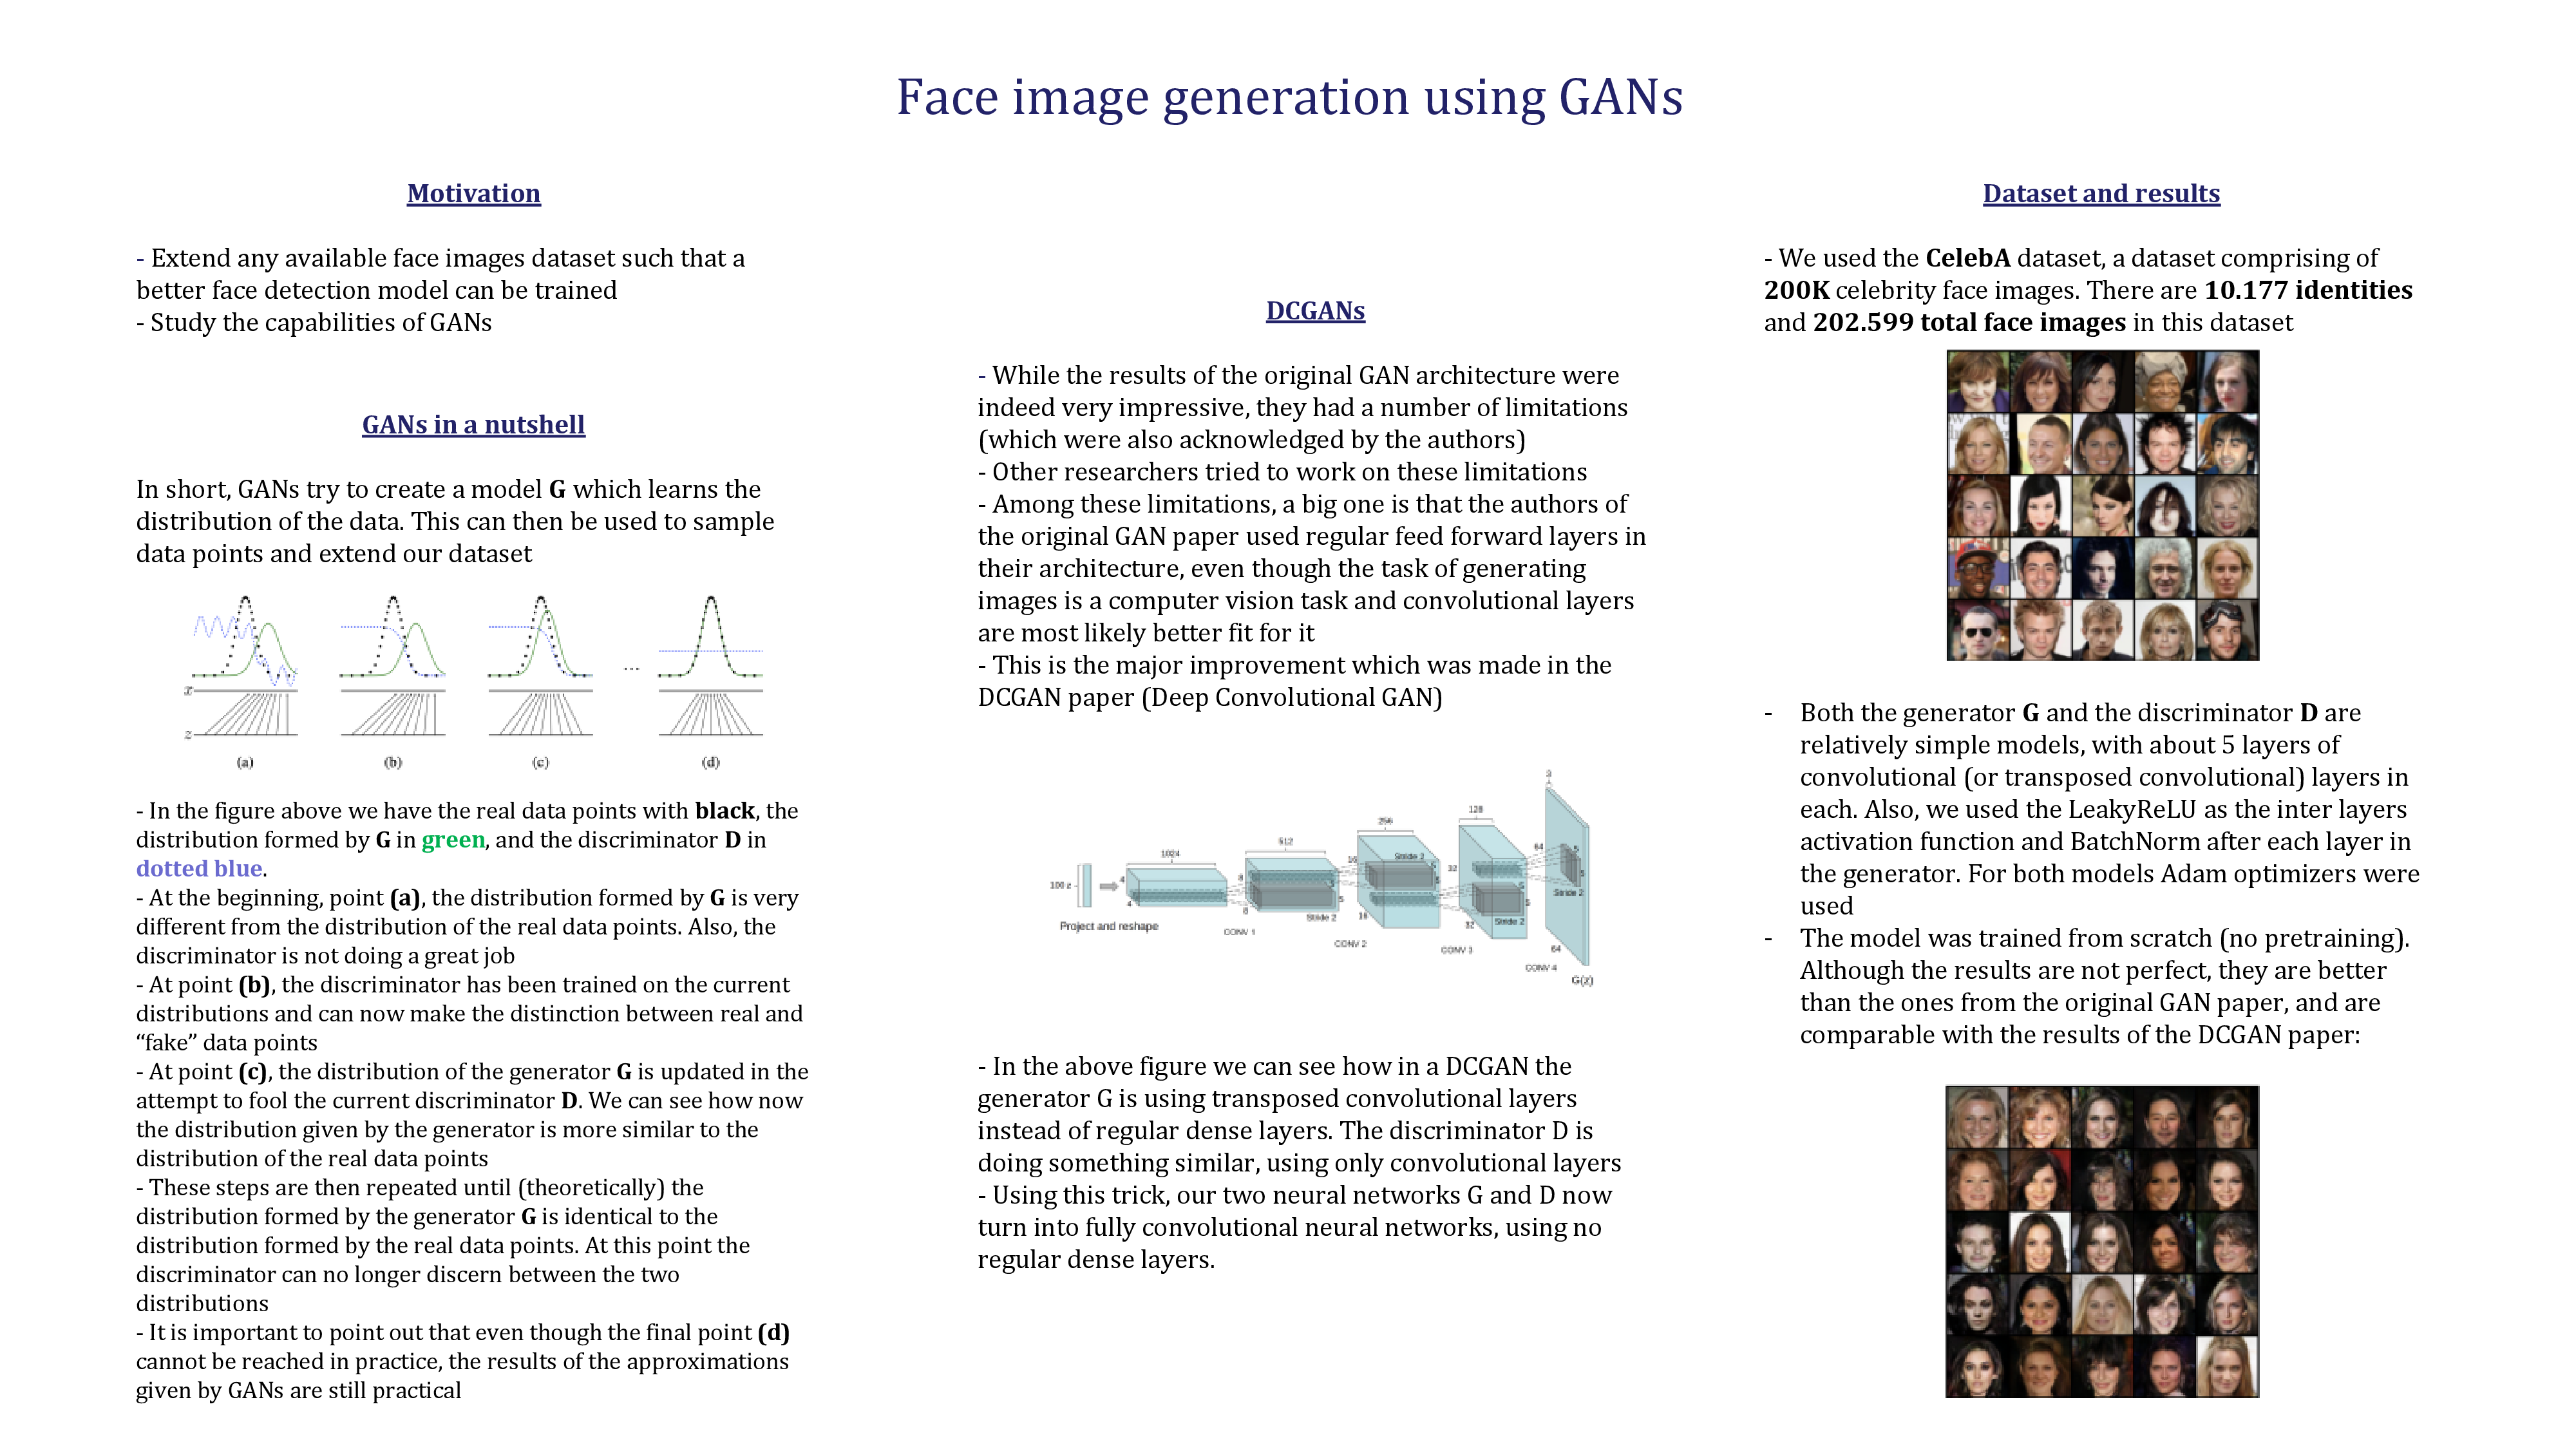 Face image generation using GANs
Motivation
- Extend any available face images dataset such that a
better face detection model can be trained
- Study the capabilities of GANs
GANs in a nutshell
In short, GANs try to create a model G which learns the
distribution of the data. This can then be used to sample
data points and extend our dataset
x
z
...
(a) (b) (c) (d)
- In the figure above we have the real data points with black, the
distribution formed by G in green, and the discriminator D in
dotted blue.
- At the beginning, point (a), the distribution formed by G is very
different from the distribution of the real data points. Also, the
discriminator is not doing a great job
- At point (b), the discriminator has been trained on the current
distributions and can now make the distinction between real and
“fake” data points
- At point (c), the distribution of the generator G is updated in the
attempt to fool the current discriminator D. We can see how now
the distribution given by the generator is more similar to the
distribution of the real data points
- These steps are then repeated until (theoretically) the
distribution formed by the generator G is identical to the
distribution formed by the real data points. At this point the
discriminator can no longer discern between the two
distributions
- It is important to point out that even though the final point (d)
cannot be reached in practice, the results of the approximations
given by GANs are still practical
DCGANs
- While the results of the original GAN architecture were
indeed very impressive, they had a number of limitations
(which were also acknowledged by the authors)
- Other researchers tried to work on these limitations
- Among these limitations, a big one is that the authors of
the original GAN paper used regular feed forward layers in
their architecture, even though the task of generating
images is a computer vision task and convolutional layers
are most likely better fit for it
- This is the major improvement which was made in the
DCGAN paper (Deep Convolutional GAN)
100 z
Project and reshape
1024
4
4
512
8
8
5
5
Stride 2
CONV 1
256
16
16
Stride 2
5
5
CONV 2
128
32
32
5
5
Stride 2
CONV 3
3
64
64
5
5
Stride 2
CONV 4
G(z)
- In the above figure we can see how in a DCGAN the
generator G is using transposed convolutional layers
instead of regular dense layers. The discriminator D is
doing something similar, using only convolutional layers
- Using this trick, our two neural networks G and D now
turn into fully convolutional neural networks, using no
regular dense layers.
Dataset and results
- We used the CelebA dataset, a dataset comprising of
200K celebrity face images. There are 10.177 identities
and 202.599 total face images in this dataset
- Both the generator G and the discriminator D are
relatively simple models, with about 5 layers of
convolutional (or transposed convolutional) layers in
each. Also, we used the LeakyReLU as the inter layers
activation function and BatchNorm after each layer in
the generator. For both models Adam optimizers were
used
- The model was trained from scratch (no pretraining).
Although the results are not perfect, they are better
than the ones from the original GAN paper, and are
comparable with the results of the DCGAN paper: